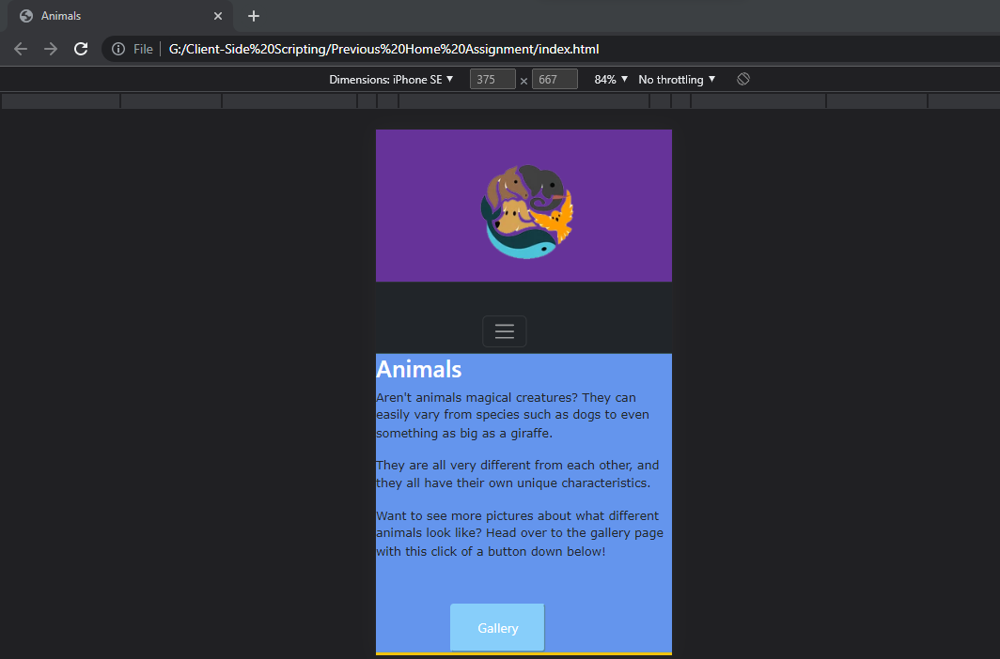 Animals
File
G:/Client-Side%20Scripting/Previous%20Home%20Assignment/index.html
Dimensions: iPhone SE 375 × 667 84% No throttling
Animals
Aren't animals magical creatures? They can
easily vary from species such as dogs to even
something as big as a giraffe.
They are all very different from each other, and
they all have their own unique characteristics.
Want to see more pictures about what different
animals look like? Head over to the gallery page
with this click of a button down below!
Gallery